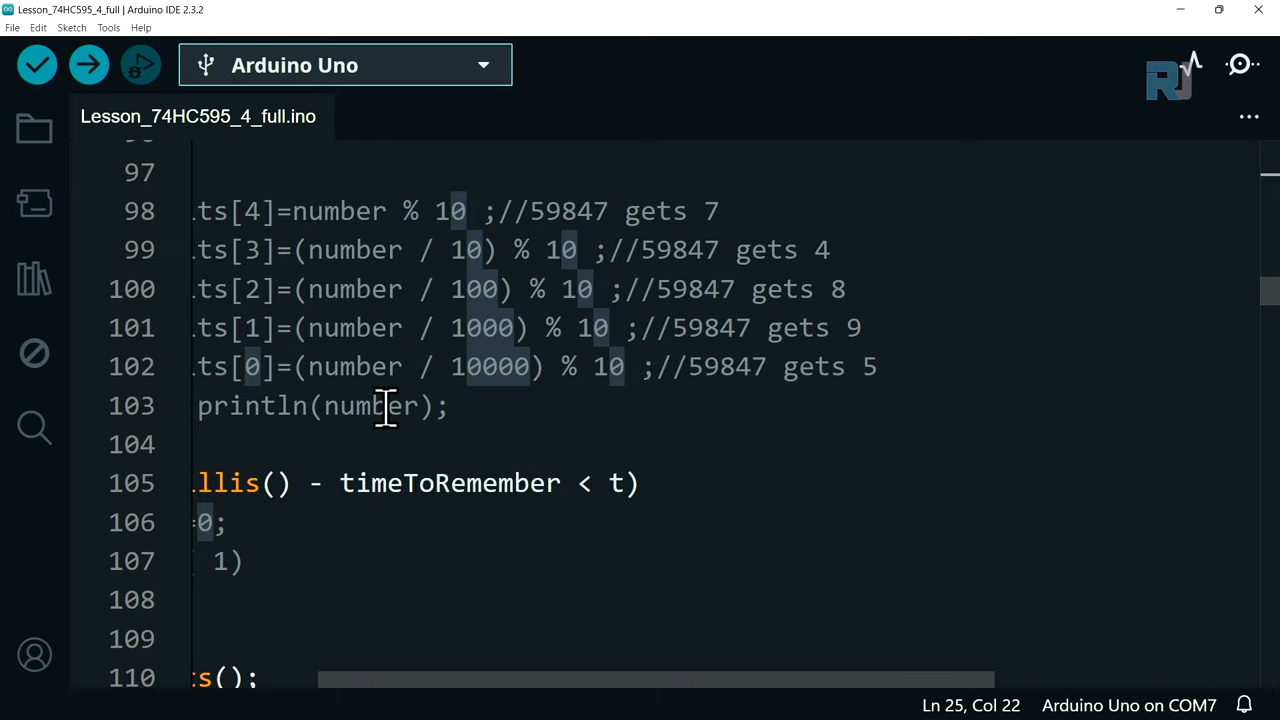 Lesson_74HC595_4_full | Arduino IDE 2.3.2
File Edit Sketch Tools Help
Arduino Uno
RJ
Lesson_74HC595_4_full.ino
96
97
98 ts[4]=number % 10 ;//59847 gets 7
99 ts[3]=(number / 10) % 10 ;//59847 gets 4
100 ts[2]=(number / 100) % 10 ;//59847 gets 8
101 ts[1]=(number / 1000) % 10 ;//59847 gets 9
102 ts[0]=(number / 10000) % 10 ;//59847 gets 5
103 println(number);
104
105 llis() - timeToRemember < t)
106 =0;
107 1)
108
109
110 s();
Ln 25, Col 22 Arduino Uno on COM7